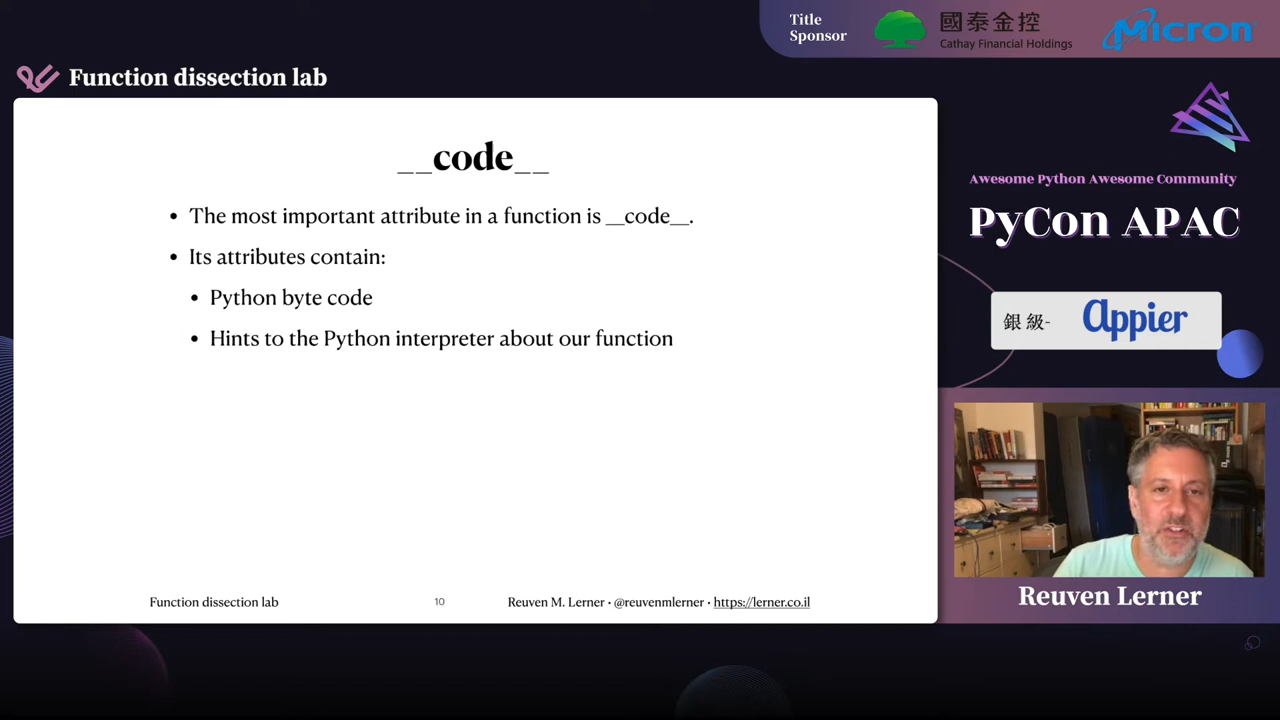 Title
Sponsor
國泰金控
Cathay Financial Holdings
Micron
Function dissection lab
__code__
• The most important attribute in a function is __code__.
• Its attributes contain:
• Python byte code
• Hints to the Python interpreter about our function
Function dissection lab
10
Reuven M. Lerner • @reuvenmlerner • https://lerner.co.il
Awesome Python Awesome Community
PyCon APAC
銀級-
Appier
Reuven Lerner